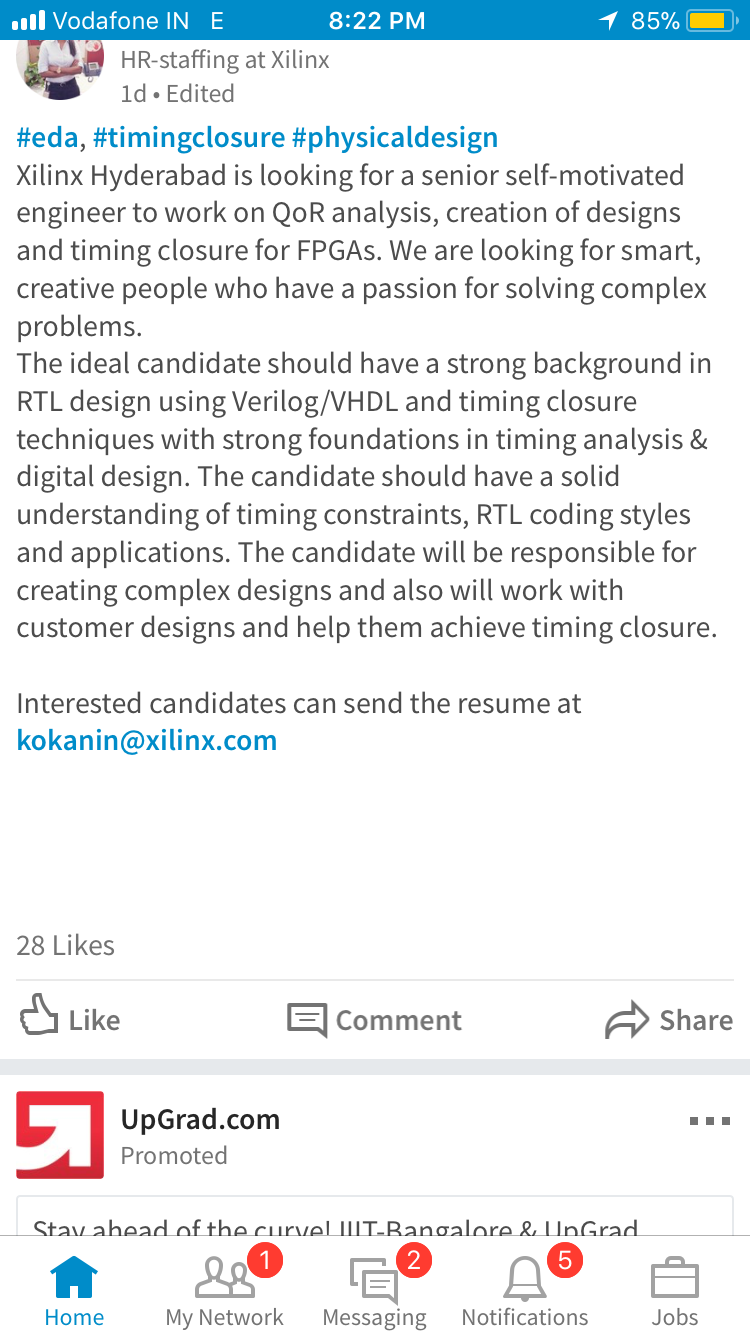 Vodafone IN E 8:22 PM 85%
HR-staffing at Xilinx
1d • Edited
#eda, #timingclosure #physicaldesign
Xilinx Hyderabad is looking for a senior self-motivated
engineer to work on QoR analysis, creation of designs
and timing closure for FPGAs. We are looking for smart,
creative people who have a passion for solving complex
problems.
The ideal candidate should have a strong background in
RTL design using Verilog/VHDL and timing closure
techniques with strong foundations in timing analysis &
digital design. The candidate should have a solid
understanding of timing constraints, RTL coding styles
and applications. The candidate will be responsible for
creating complex designs and also will work with
customer designs and help them achieve timing closure.
Interested candidates can send the resume at
kokanin@xilinx.com
28 Likes
Like Comment Share
UpGrad.com
Promoted
Stay ahead of the curve! IIIT-Bangalore & UpGrad
1 2 5
Home My Network Messaging Notifications Jobs